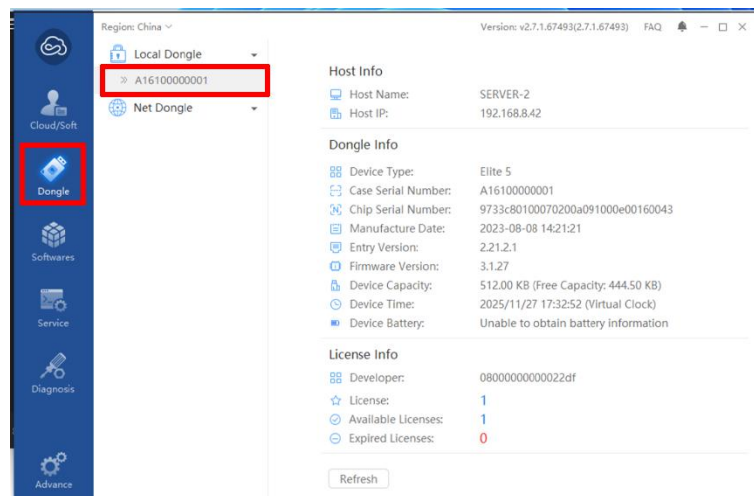 Region: China
Version: v2.7.1.67493(2.7.1.67493) FAQ
Cloud/Soft
Dongle
Softwares
Service
Diagnosis
Advance
Local Dongle
A16100000001
Net Dongle
Host Info
Host Name: SERVER-2
Host IP: 192.168.8.42
Dongle Info
Device Type: Elite 5
Case Serial Number: A16100000001
Chip Serial Number: 9733c80100070200a091000e00160043
Manufacture Date: 2023-08-08 14:21:21
Entry Version: 2.21.2.1
Firmware Version: 3.1.27
Device Capacity: 512.00 KB (Free Capacity: 444.50 KB)
Device Time: 2025/11/27 17:32:52 (Virtual Clock)
Device Battery: Unable to obtain battery information
License Info
Developer: 08000000000022df
License: 1
Available Licenses: 1
Expired Licenses: 0
Refresh